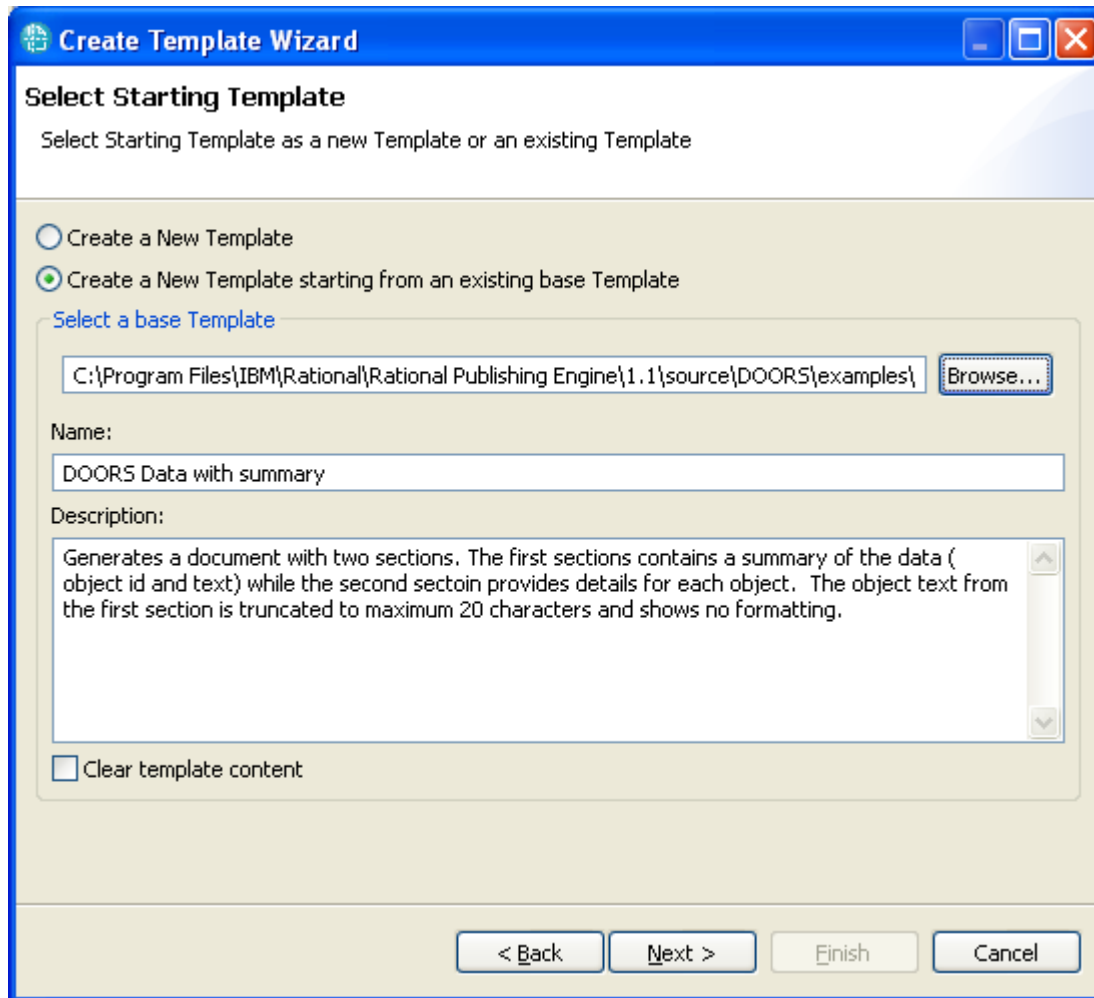 Create Template Wizard
Select Starting Template
Select Starting Template as a new Template or an existing Template
Create a New Template
Create a New Template starting from an existing base Template
Select a base Template
C:\Program Files\IBM\Rational\Rational Publishing Engine\1.1\source\DOORS\examples\
Browse...
Name:
DOORS Data with summary
Description:
Generates a document with two sections. The first sections contains a summary of the data (
object id and text) while the second sectoin provides details for each object.  The object text from
the first section is truncated to maximum 20 characters and shows no formatting.
Clear template content
< Back
Next >
Finish
Cancel